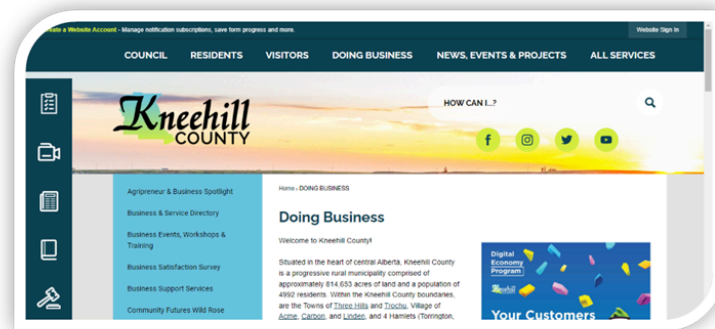 Create a Website Account - Manage notification subscriptions, save form progress and more.
Website Sign In
COUNCIL RESIDENTS VISITORS DOING BUSINESS NEWS, EVENTS & PROJECTS ALL SERVICES
Kneehill
COUNTY
HOW CAN I...?
Agripreneur & Business Spotlight
Business & Service Directory
Business Events, Workshops &
Training
Business Satisfaction Survey
Business Support Services
Community Futures Wild Rose
Home › DOING BUSINESS
Doing Business
Welcome to Kneehill County!
Situated in the heart of central Alberta, Kneehill County
is a progressive rural municipality comprised of
approximately 814,653 acres of land and a population of
4992 residents. Within the Kneehill County boundaries,
are the Towns of Three Hills and Trochu, Village of
Acme, Carbon, and Linden, and 4 Hamlets (Torrington,
Digital
Economy
Program
Kneehill
Your Customers